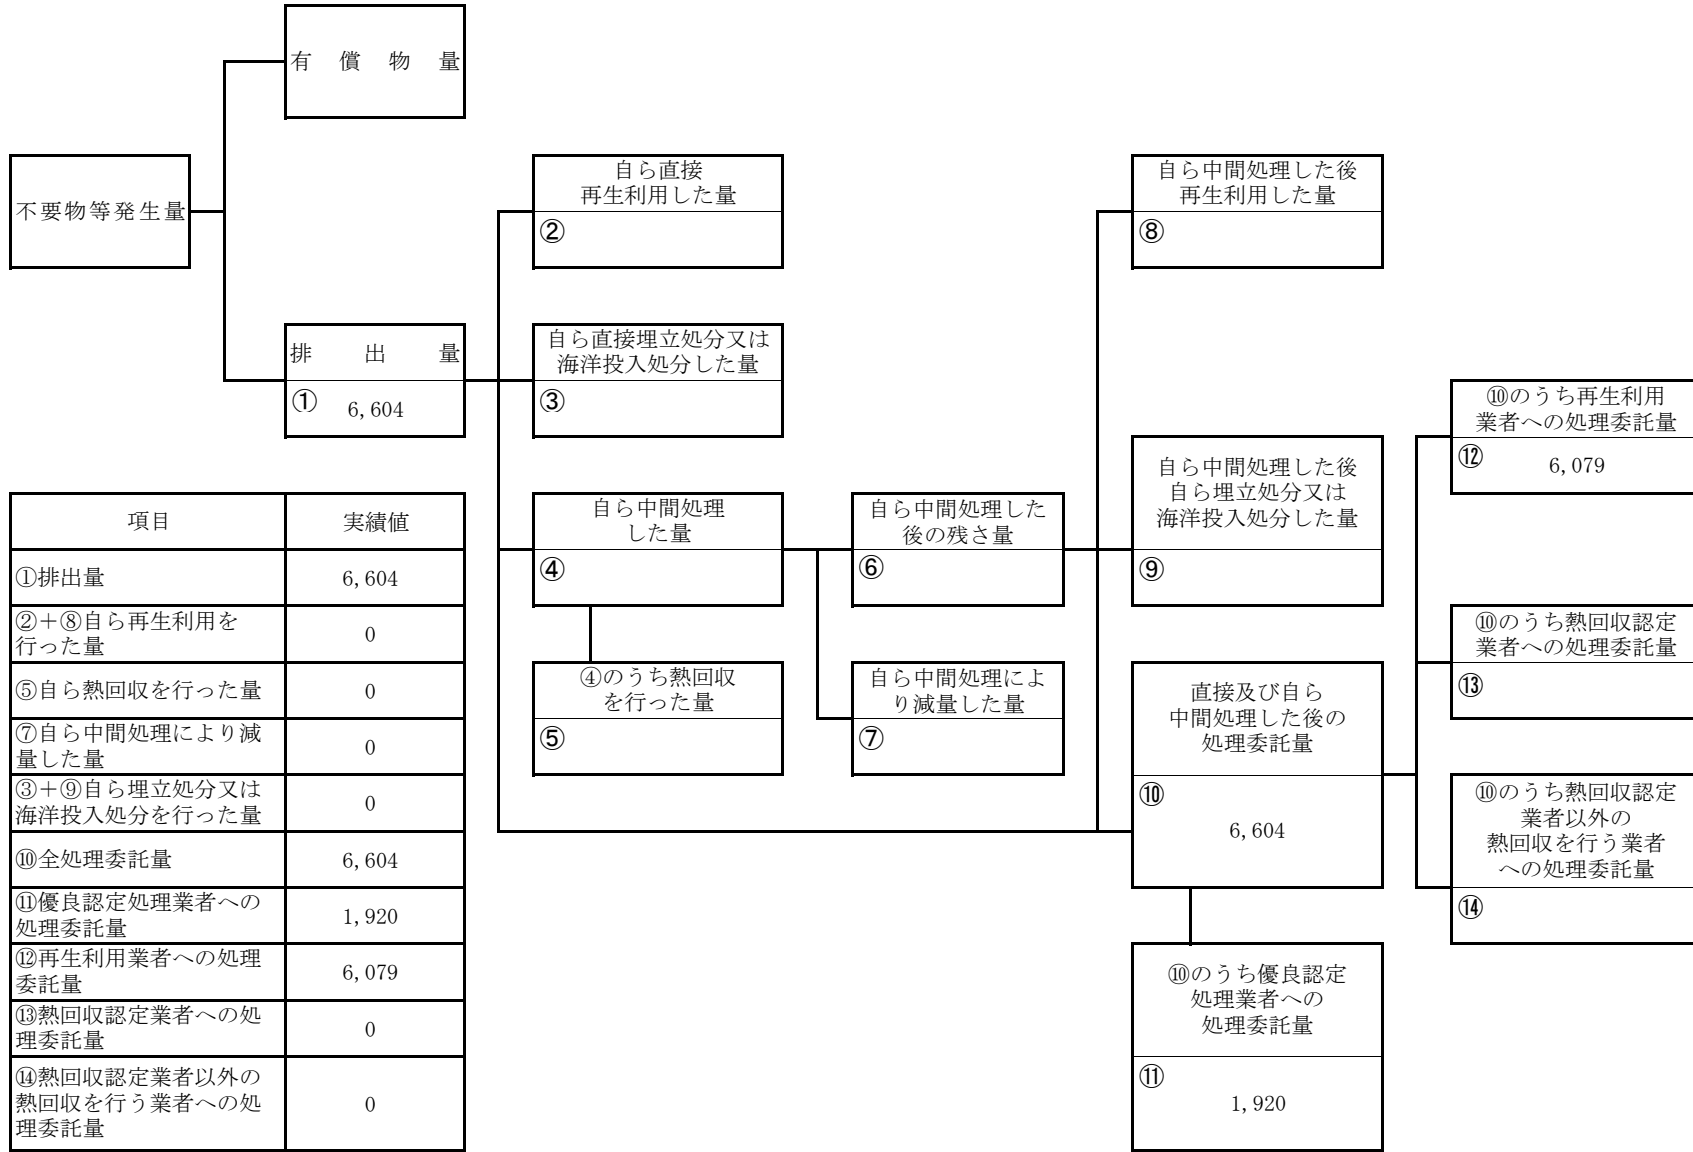 有償物量
不要物等発生量
排出量
① 6,604
自ら直接
再生利用した量
②
自ら直接埋立処分又は
海洋投入処分した量
③
自ら中間処理
した量
④
④のうち熱回収
を行った量
⑤
自ら中間処理した
後の残さ量
⑥
自ら中間処理によ
り減量した量
⑦
自ら中間処理した後
再生利用した量
⑧
自ら中間処理した後
自ら埋立処分又は
海洋投入処分した量
⑨
直接及び自ら
中間処理した後の
処理委託量
⑩
6,604
⑩のうち優良認定
処理業者への
処理委託量
⑪
1,920
⑩のうち再生利用
業者への処理委託量
⑫ 6,079
⑩のうち熱回収認定
業者への処理委託量
⑬
⑩のうち熱回収認定
業者以外の
熱回収を行う業者
への処理委託量
⑭
項目 実績値
①排出量 6,604
②+⑧自ら再生利用を
行った量 0
⑤自ら熱回収を行った量 0
⑦自ら中間処理により減
量した量 0
③+⑨自ら埋立処分又は
海洋投入処分を行った量 0
⑩全処理委託量 6,604
⑪優良認定処理業者への
処理委託量 1,920
⑫再生利用業者への処理
委託量 6,079
⑬熱回収認定業者への処
理委託量 0
⑭熱回収認定業者以外の
熱回収を行う業者への処 0
理委託量